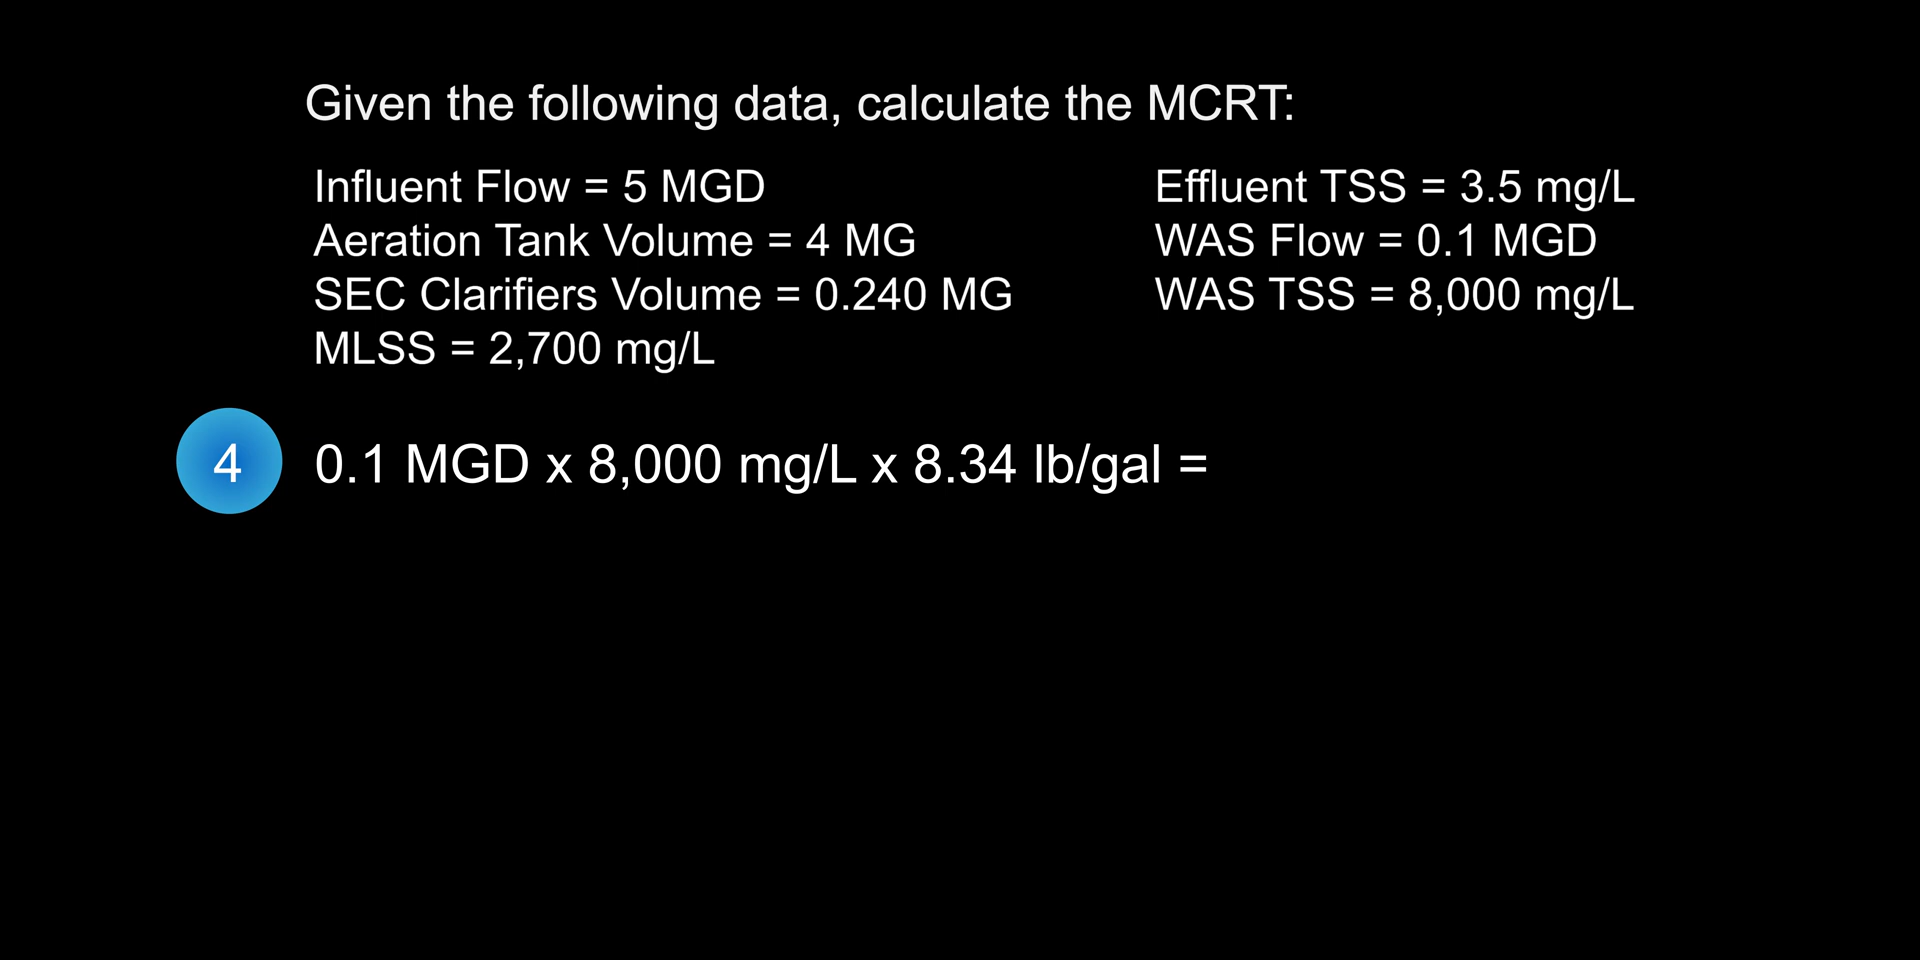 Given the following data, calculate the MCRT:
Influent Flow = 5 MGD
Aeration Tank Volume = 4 MG
SEC Clarifiers Volume = 0.240 MG
MLSS = 2,700 mg/L
Effluent TSS = 3.5 mg/L
WAS Flow = 0.1 MGD
WAS TSS = 8,000 mg/L
4 0.1 MGD x 8,000 mg/L x 8.34 lb/gal =